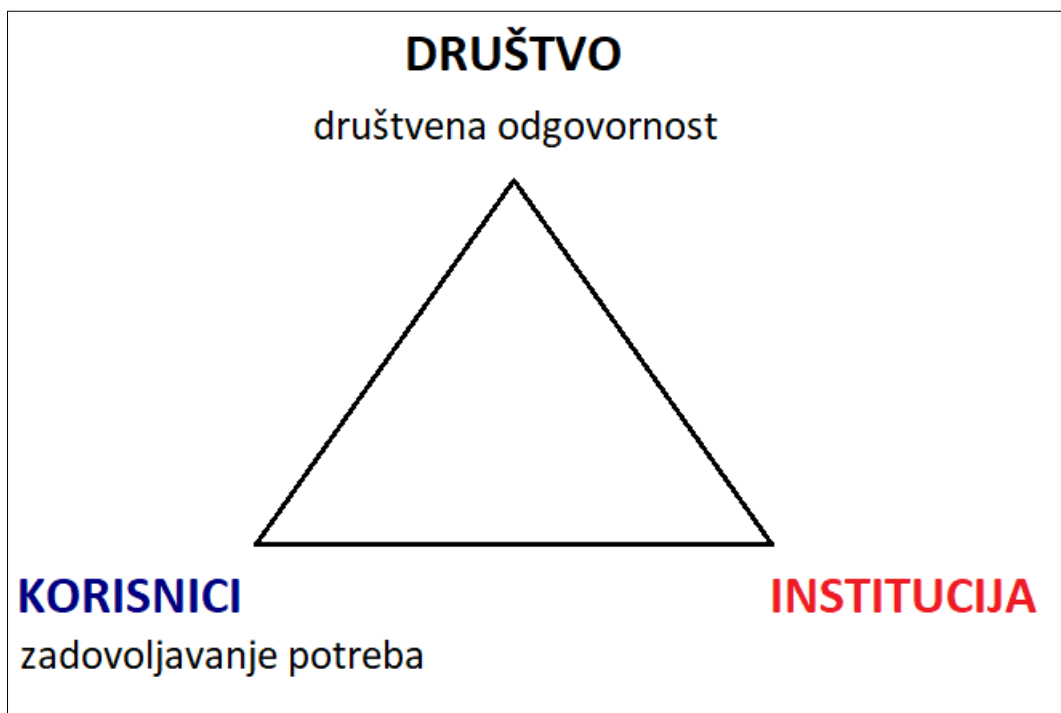 DRUŠTVO
društvena odgovornost
KORISNICI
INSTITUCIJA
zadovoljavanje potreba